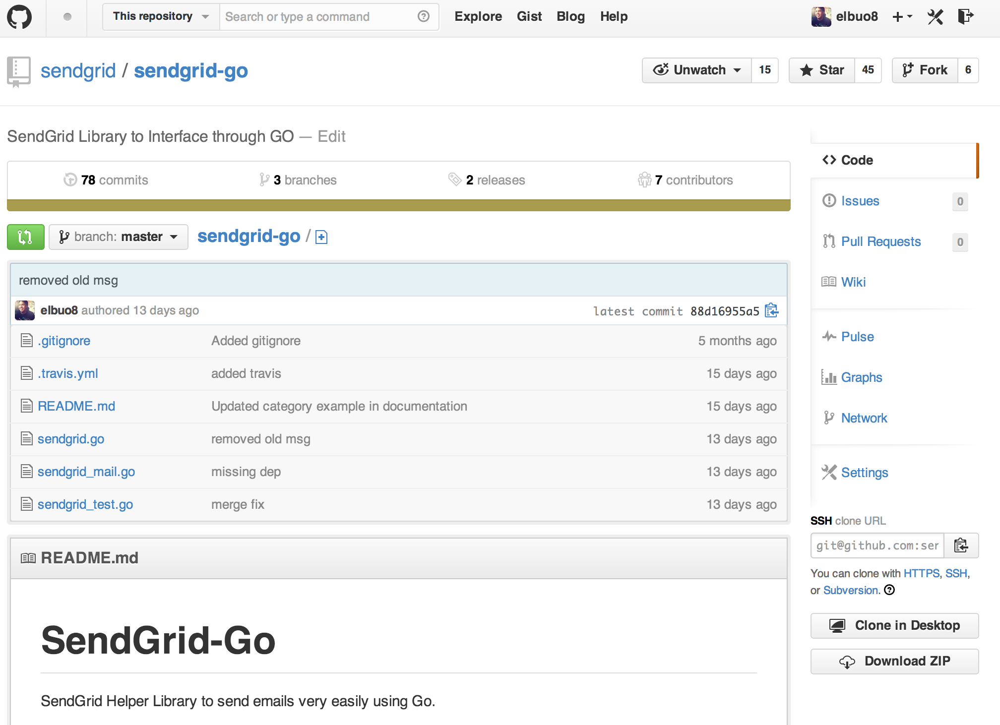 This repository Search or type a command Explore Gist Blog Help elbuo8
sendgrid / sendgrid-go Unwatch 15 Star 45 Fork 6
SendGrid Library to Interface through GO — Edit
78 commits 3 branches 2 releases 7 contributors
branch: master sendgrid-go /
removed old msg
elbuo8 authored 13 days ago latest commit 88d16955a5
.gitignore Added gitignore 5 months ago
.travis.yml added travis 15 days ago
README.md Updated category example in documentation 15 days ago
sendgrid.go removed old msg 13 days ago
sendgrid_mail.go missing dep 13 days ago
sendgrid_test.go merge fix 13 days ago
README.md
SendGrid-Go
SendGrid Helper Library to send emails very easily using Go.
Code
Issues 0
Pull Requests 0
Wiki
Pulse
Graphs
Network
Settings
SSH clone URL
git@github.com:ser
You can clone with HTTPS, SSH,
or Subversion.
Clone in Desktop
Download ZIP